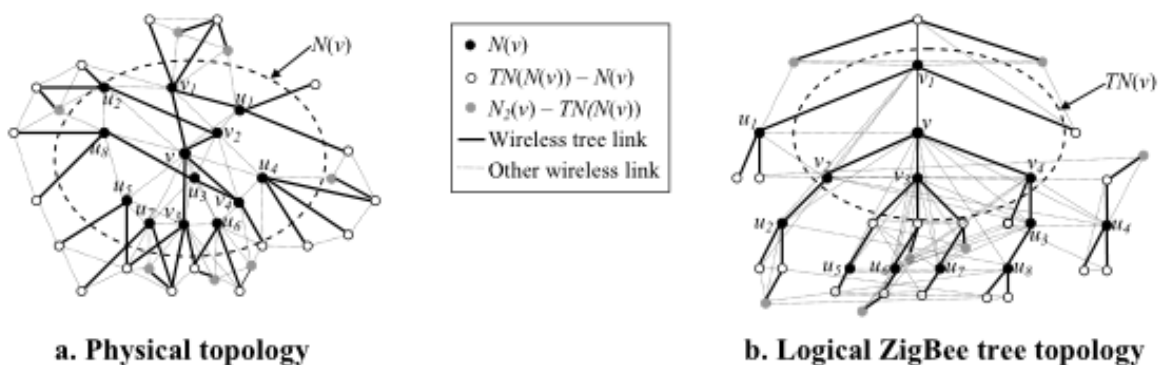 N(v)
v1
u1
u2
v2
u8
v
u3
u4
u5
v4
u7
v3
u6
N(v)
TN(N(v)) – N(v)
N2(v) – TN(N(v))
Wireless tree link
Other wireless link
TN(v)
v1
u1
v
v2
v3
v4
u2
u3
u4
u5
u6
u7
u8
a. Physical topology
b. Logical ZigBee tree topology